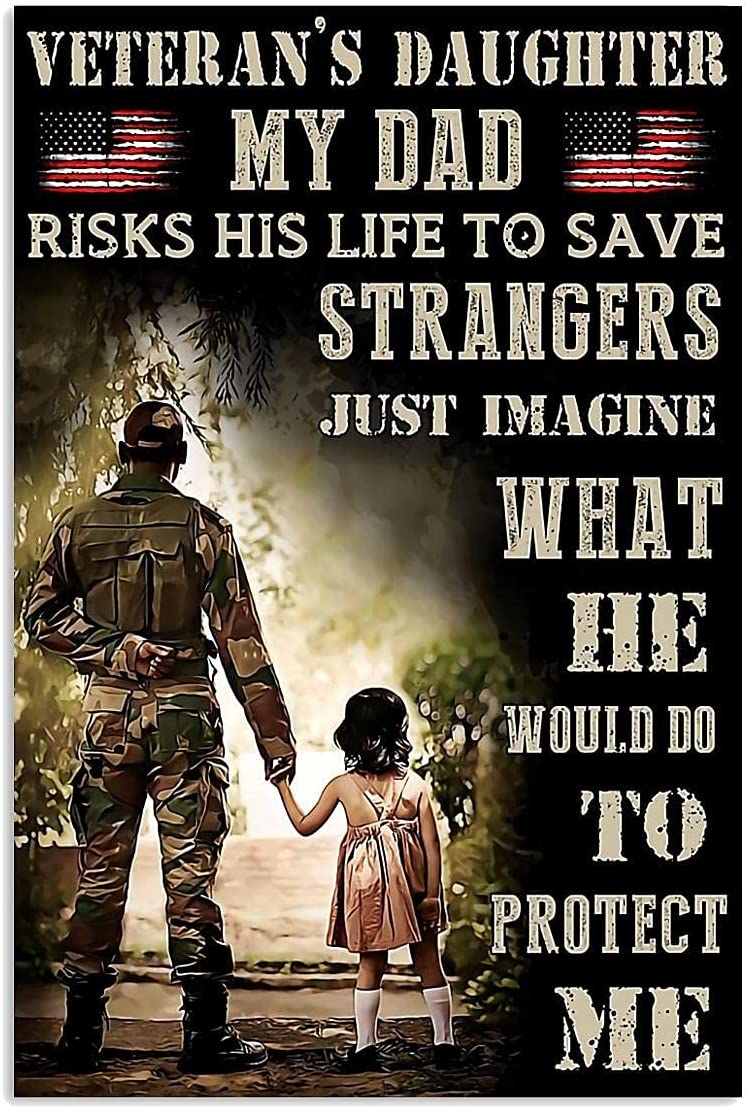 VETERAN'S DAUGHTER
MY DAD
RISKS HIS LIFE TO SAVE
STRANGERS
JUST IMAGINE
WHAT
HE
WOULD DO
TO
PROTECT
ME